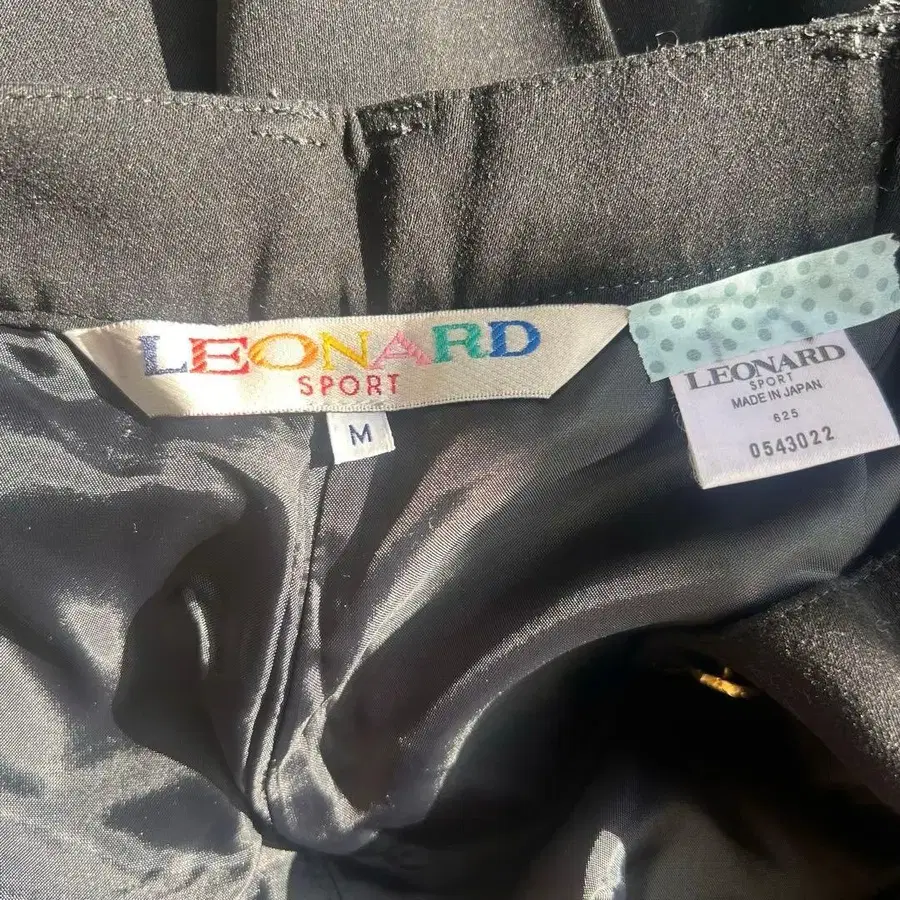 LEONARD
SPORT
M
LEONARD
SPORT
MADE IN JAPAN
625
0543022